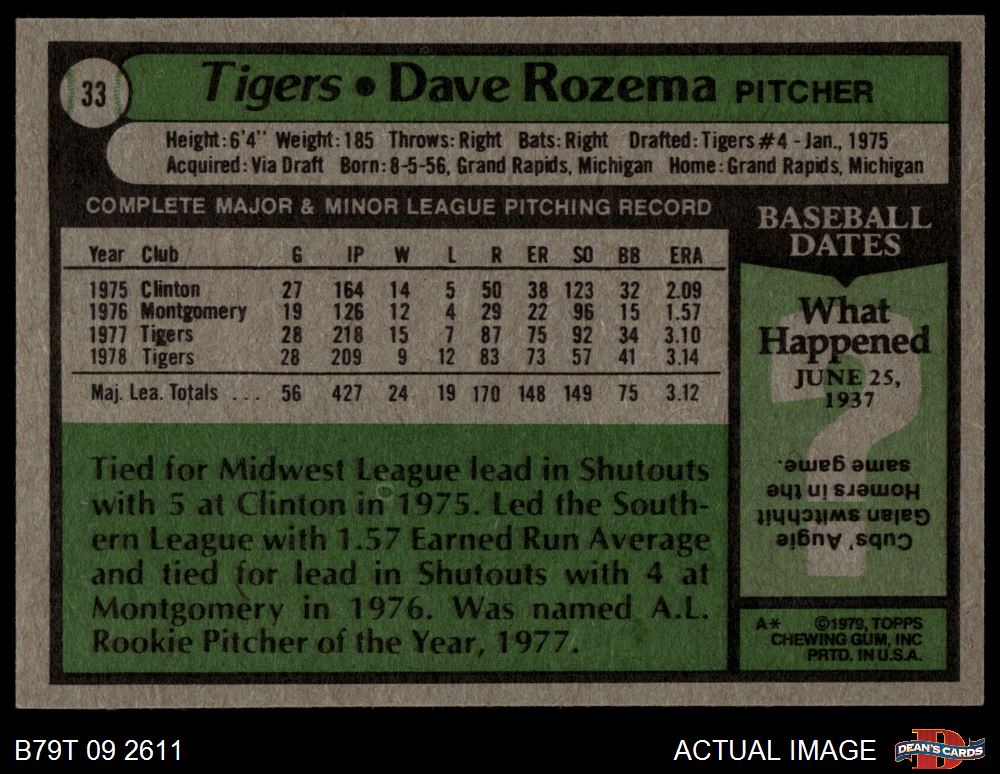 33
Tigers • Dave Rozema PITCHER
Height: 6'4" Weight: 185 Throws: Right Bats: Right Drafted: Tigers #4 - Jan., 1975
Acquired: Via Draft Born: 8-5-56, Grand Rapids, Michigan Home: Grand Rapids, Michigan
COMPLETE MAJOR & MINOR LEAGUE PITCHING RECORD
Year Club G IP W L R ER SO BB ERA
1975 Clinton 27 164 14 5 50 38 123 32 2.09
1976 Montgomery 19 126 12 4 29 22 96 15 1.57
1977 Tigers 28 218 15 7 87 75 92 34 3.10
1978 Tigers 28 209 9 12 83 73 57 41 3.14
Maj. Lea. Totals . . . 56 427 24 19 170 148 149 75 3.12
Tied for Midwest League lead in Shutouts
with 5 at Clinton in 1975. Led the South-
ern League with 1.57 Earned Run Average
and tied for lead in Shutouts with 4 at
Montgomery in 1976. Was named A.L.
Rookie Pitcher of the Year, 1977.
BASEBALL
DATES
What
Happened
JUNE 25,
1937
?
Cubs' Augie
Galan switchhit
Homers in the
same game.
A* ©1979, TOPPS
CHEWING GUM, INC
PRTD. IN U.S.A.
B79T 09 2611
ACTUAL IMAGE
D
DEAN'S CARDS